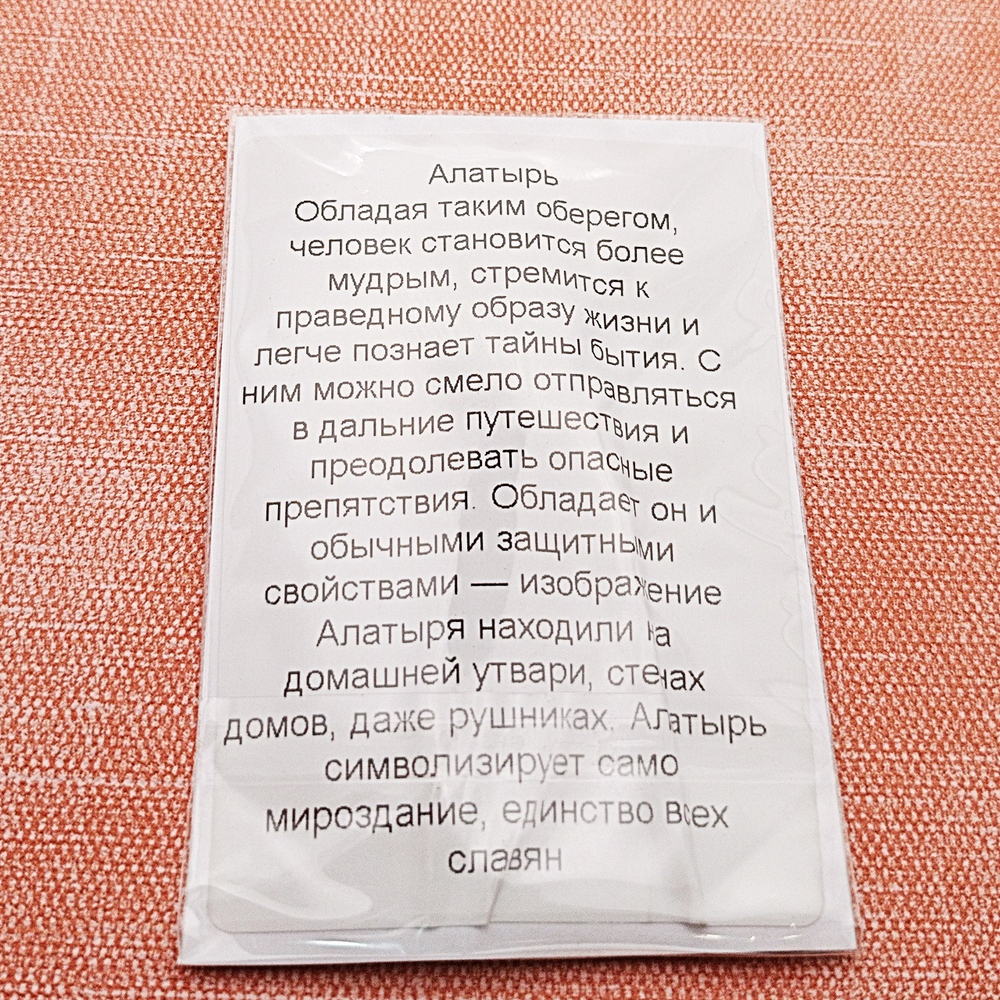 Алатырь
Обладая таким оберегом,
человек становится более
мудрым, стремится к
праведному образу жизни и
легче познает тайны бытия. С
ним можно смело отправляться
в дальние путешествия и
преодолевать опасные
препятствия. Обладает он и
обычными защитными
свойствами — изображение
Алатыря находили на
домашней утвари, стенах
домов, даже рушниках. Алатырь
символизирует само
мироздание, единство всех
славян